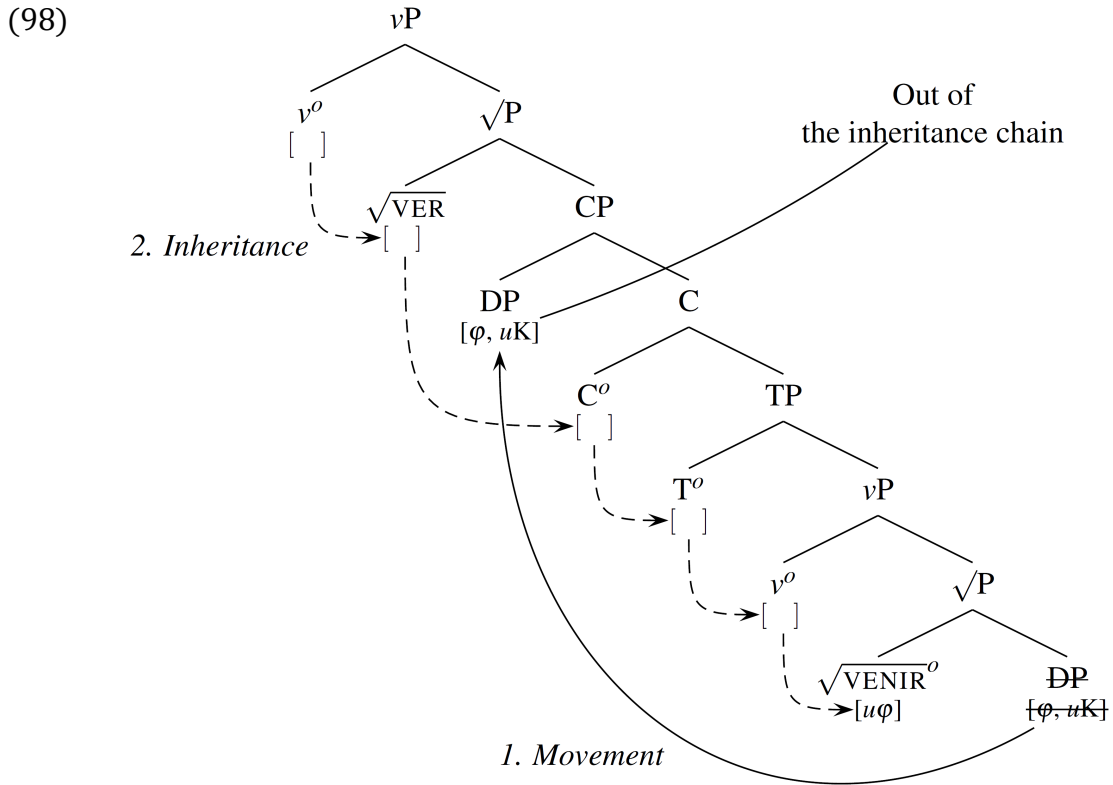 (98)
vP
Out of
the inheritance chain
v^o
[ ]
√P
√VER
[ ]
CP
2. Inheritance
DP
[φ, uK]
C
C^o
[ ]
TP
T^o
[ ]
vP
v^o
[ ]
√P
√VENIR^o
[uφ]
DP
[φ, uK]
1. Movement